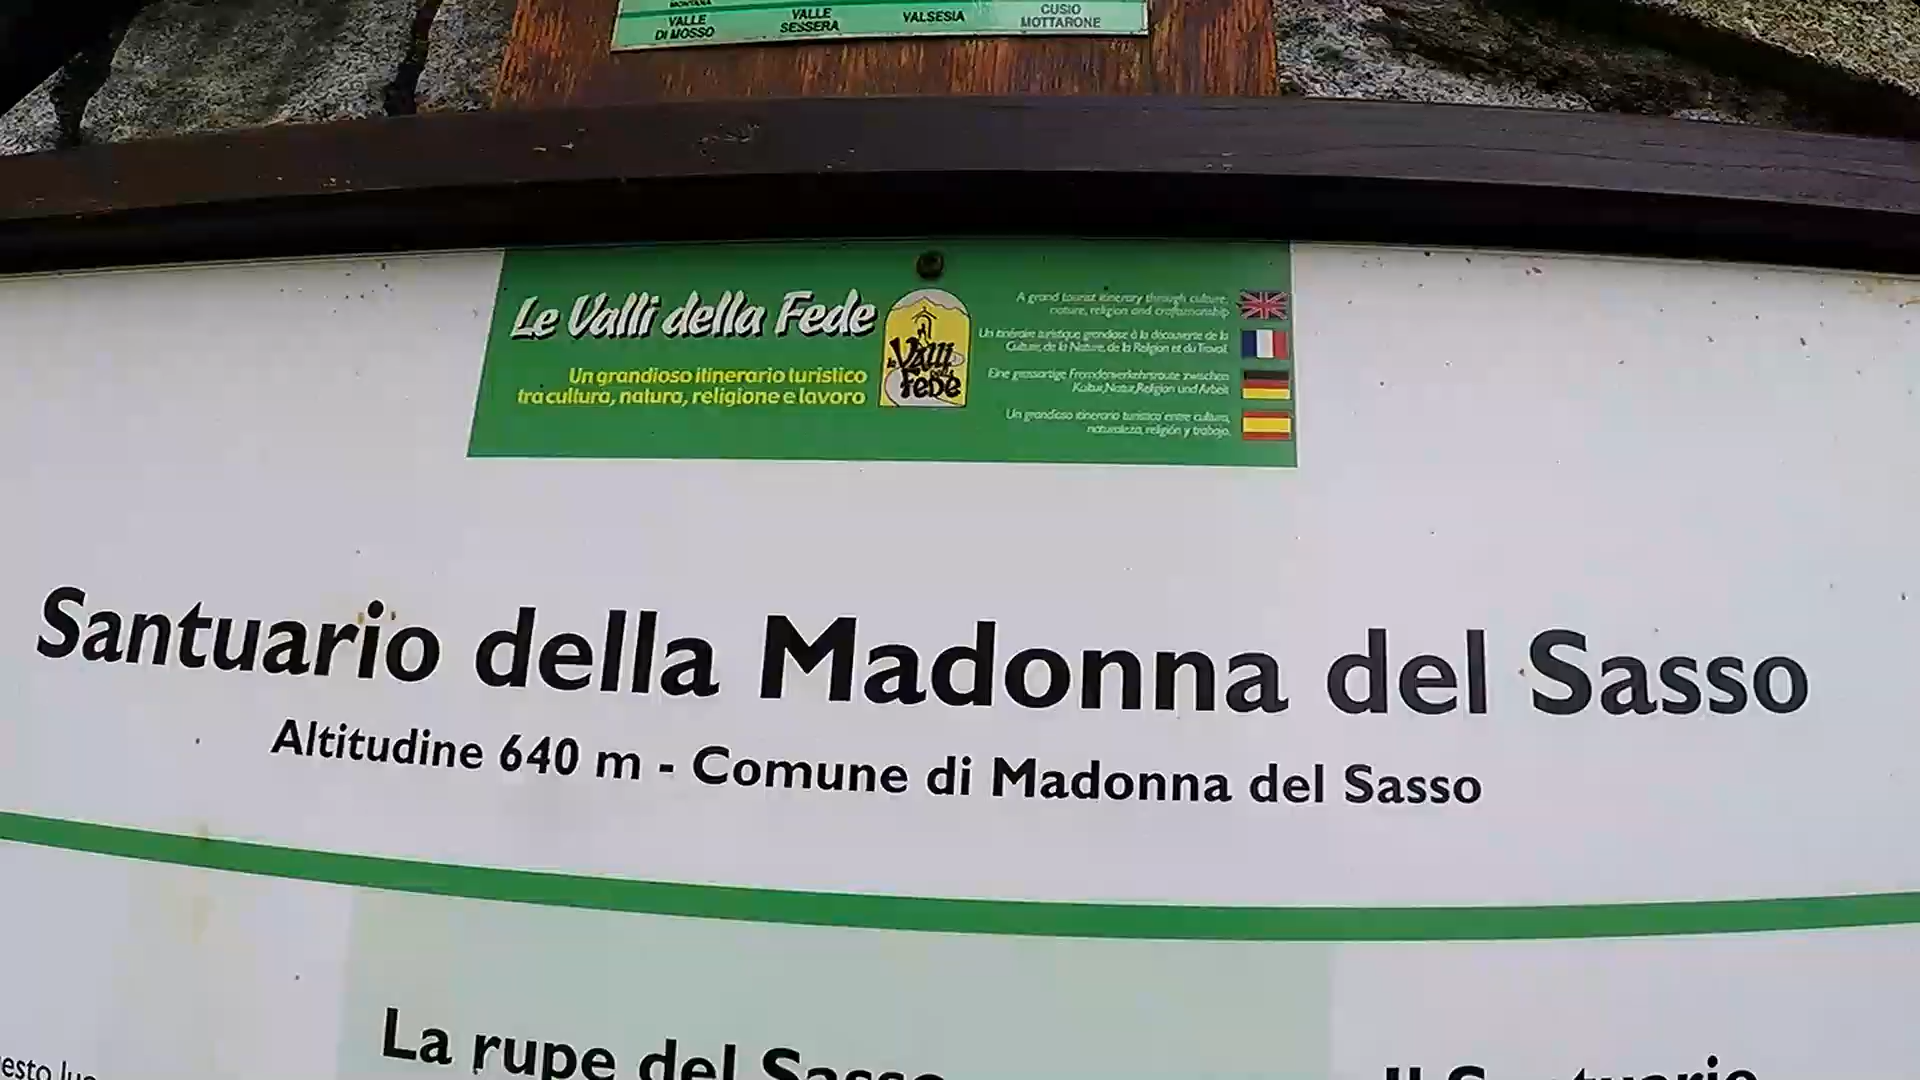 MONTANA
VALLE DI MOSSO
VALLE SESSERA
VALSESIA
CUSIO MOTTARONE
Le Valli della Fede
Un grandioso itinerario turistico
tra cultura, natura, religione e lavoro
le Valli della Fede
A grand tourist itinerary through culture,
nature, religion and craftsmanship
Un itinéraire turistique grandiose à la découverte de la
Culture, de la Nature, de la Religion et du Travail.
Eine grossartige Fremdenverkehrsroute zwischen
Kultur, Natur, Religion und Arbeit
Un grandioso itinerario turistico entre cultura,
naturaleza, religión y trabajo.
Santuario della Madonna del Sasso
Altitudine 640 m - Comune di Madonna del Sasso
La rupe del Sasso
Il Santuario